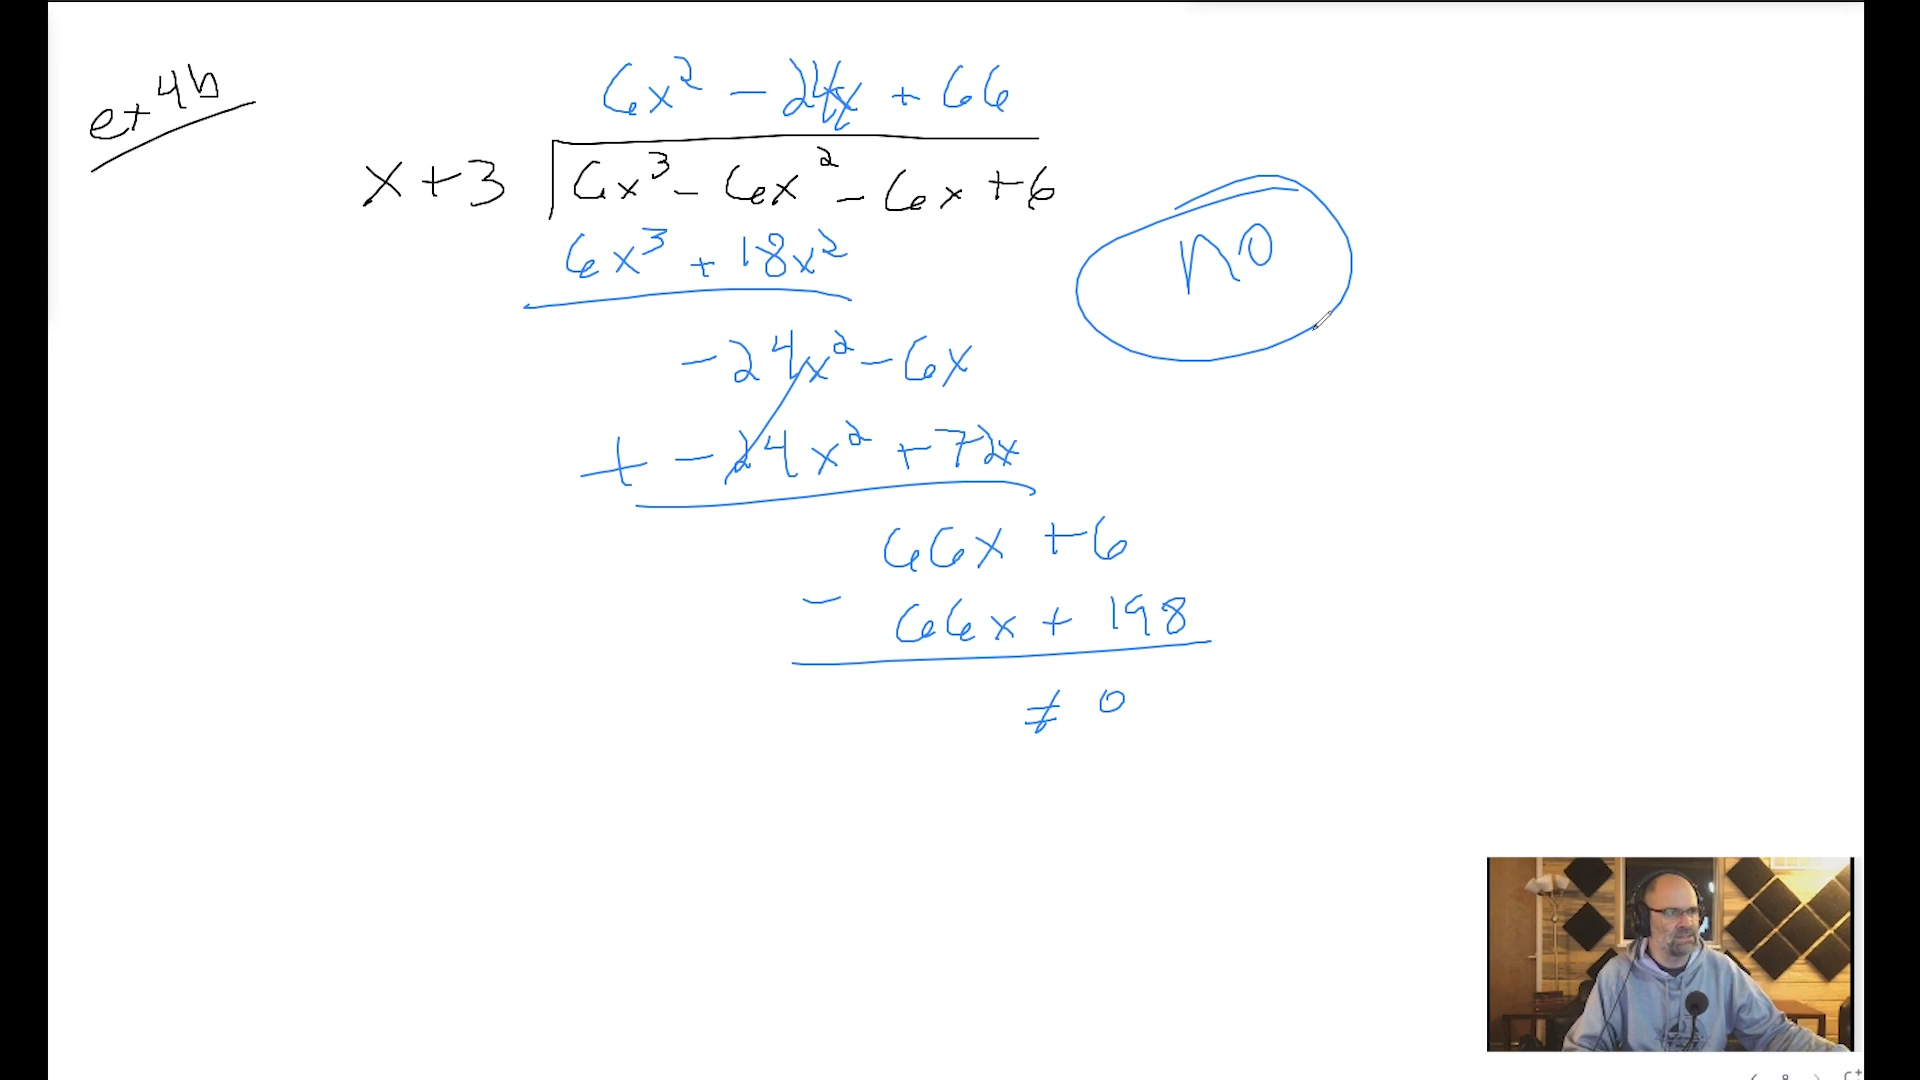 ex 4b
6x² - 24x + 66
x + 3 6x³ - 6x² - 6x + 6
6x³ + 18x²
no
-24x² - 6x
+ -24x² + 72x
66x + 6
- 66x + 198
≠ 0